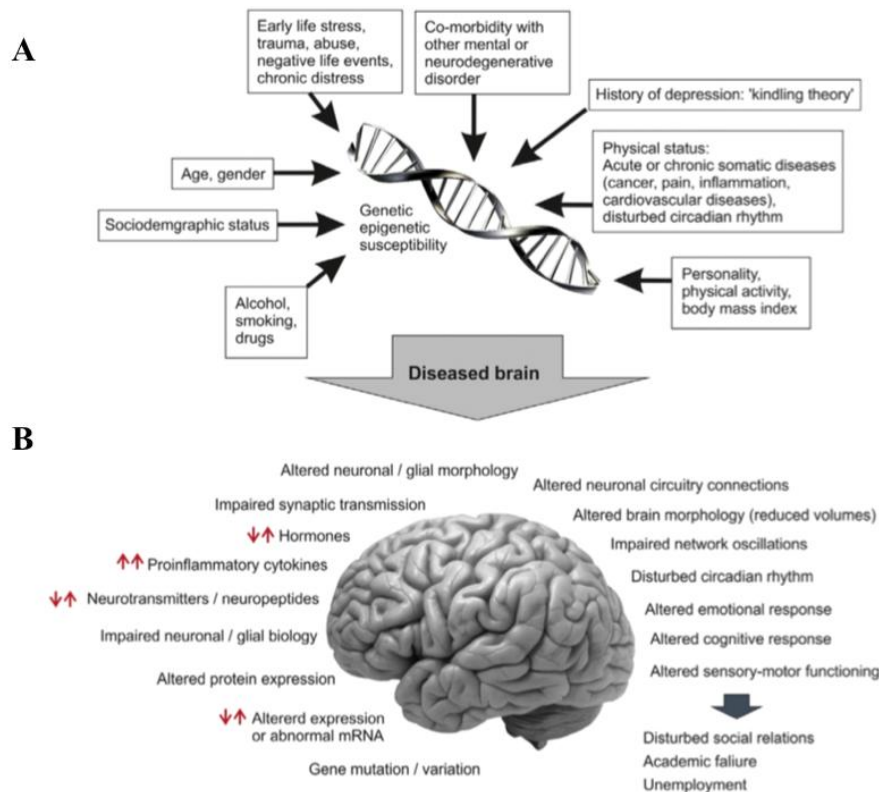 A
Early life stress,
trauma, abuse,
negative life events,
chronic distress
Co-morbidity with
other mental or
neurodegenerative
disorder
History of depression: 'kindling theory'
Age, gender
Physical status:
Acute or chronic somatic diseases
(cancer, pain, inflammation,
cardiovascular diseases),
disturbed circadian rhythm
Sociodemgraphic status
Genetic
epigenetic
susceptibility
Alcohol,
smoking,
drugs
Personality,
physical activity,
body mass index
Diseased brain
B
Altered neuronal / glial morphology
Impaired synaptic transmission
↓↑ Hormones
↑↑ Proinflammatory cytokines
↓↑ Neurotransmitters / neuropeptides
Impaired neuronal / glial biology
Altered protein expression
↓↑ Altererd expression
or abnormal mRNA
Gene mutation / variation
Altered neuronal circuitry connections
Altered brain morphology (reduced volumes)
Impaired network oscillations
Disturbed circadian rhythm
Altered emotional response
Altered cognitive response
Altered sensory-motor functioning
Disturbed social relations
Academic faliure
Unemployment